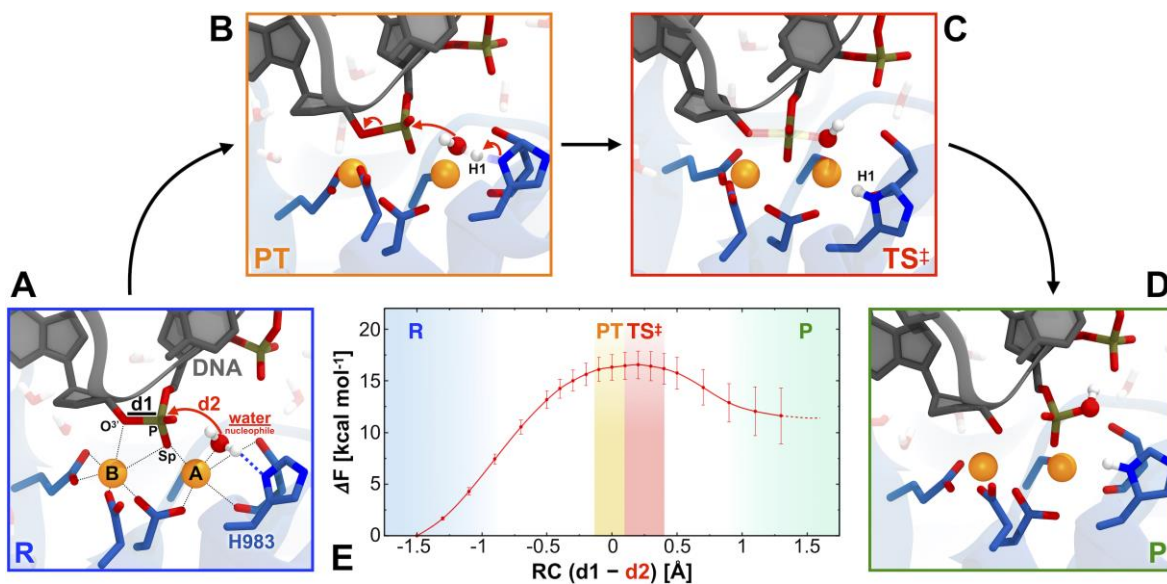 B
H1
PT
C
H1
TS‡
A
DNA
d1
d2
water
nucleophile
O3'
P
Sp
B
A
H983
R
E
ΔF [kcal mol⁻¹]
20
15
10
5
0
R
PT
TS‡
P
-1.5
-1
-0.5
0
0.5
1
1.5
RC (d1 − d2) [Å]
D
P